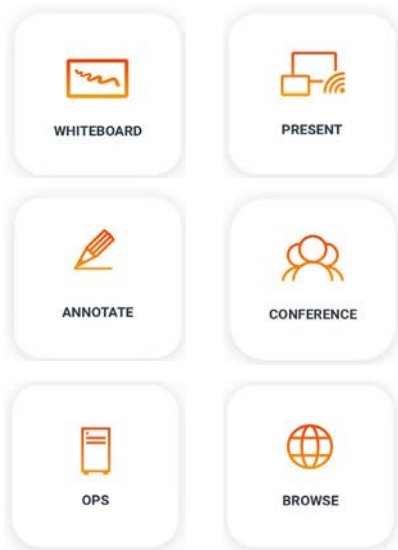 WHITEBOARD
PRESENT
ANNOTATE
CONFERENCE
OPS
BROWSE